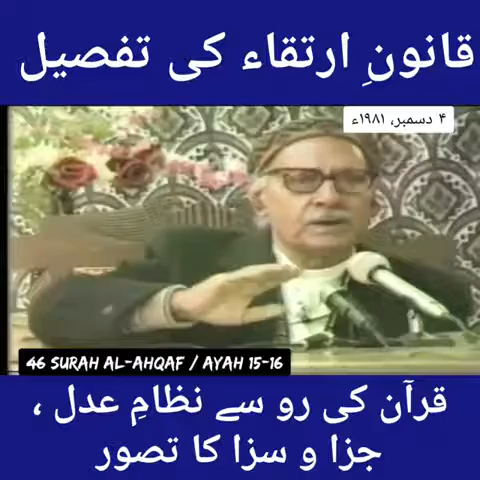 قانونِ ارتقاء کی تفصیل
۴ دسمبر، ۱۹۸۱ء
46 SURAH AL-AHQAF / AYAH 15-16
قرآن کی رو سے نظامِ عدل ،
جزا و سزا کا تصور